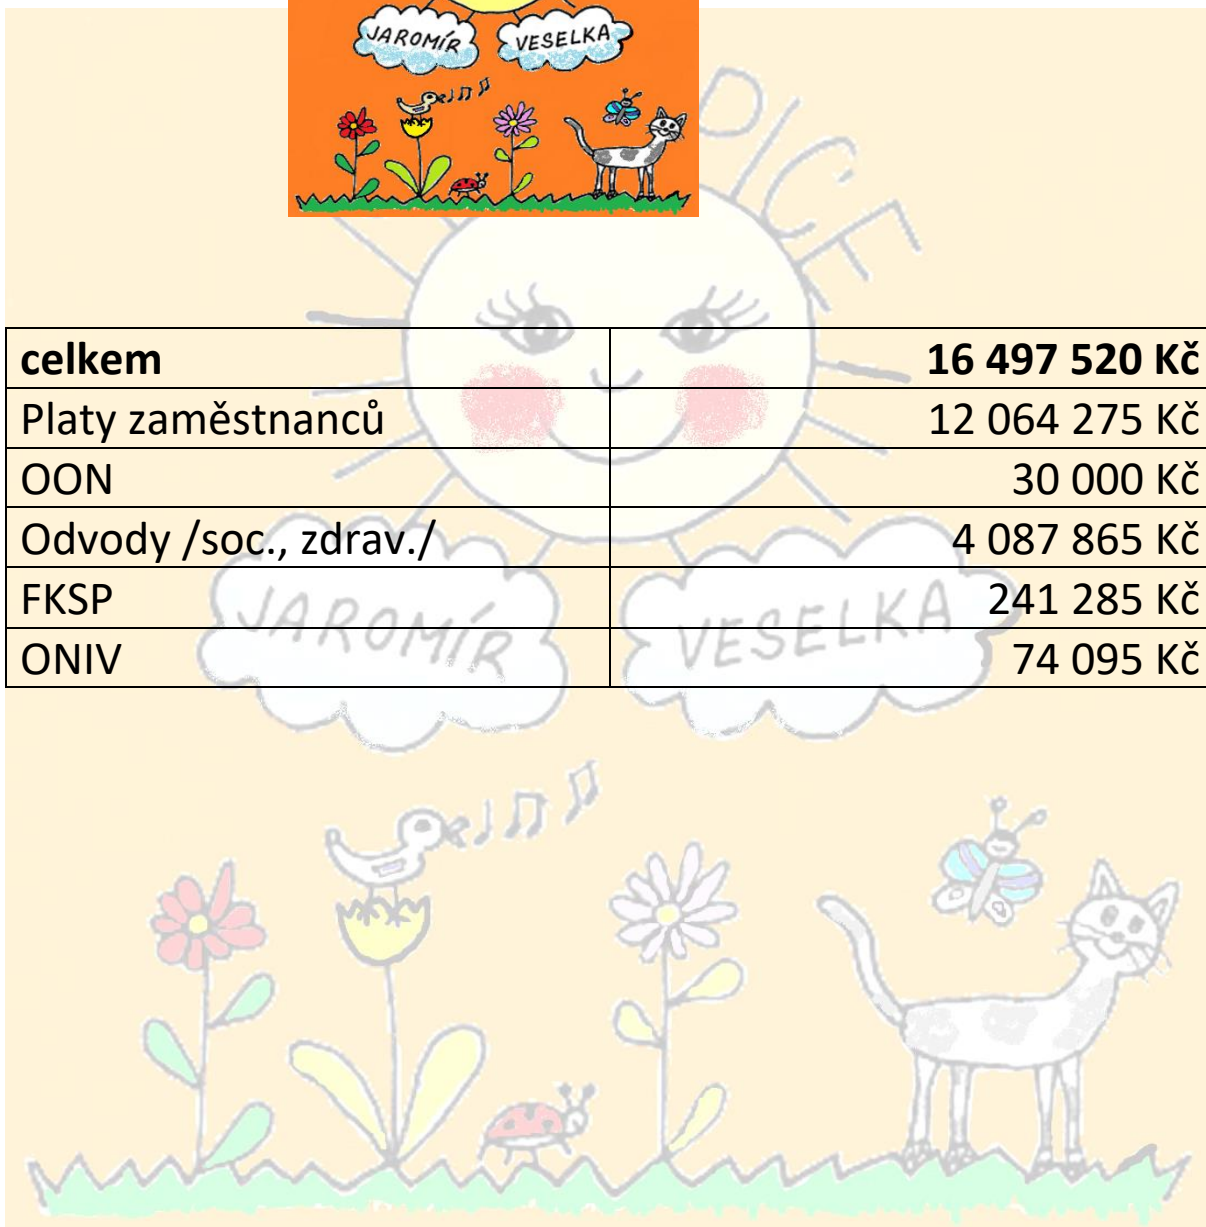 JAROMÍR VESELKA
DICE
celkem 16 497 520 Kč
Platy zaměstnanců 12 064 275 Kč
OON 30 000 Kč
Odvody /soc., zdrav./ 4 087 865 Kč
FKSP 241 285 Kč
ONIV 74 095 Kč
JAROMÍR VESELKA